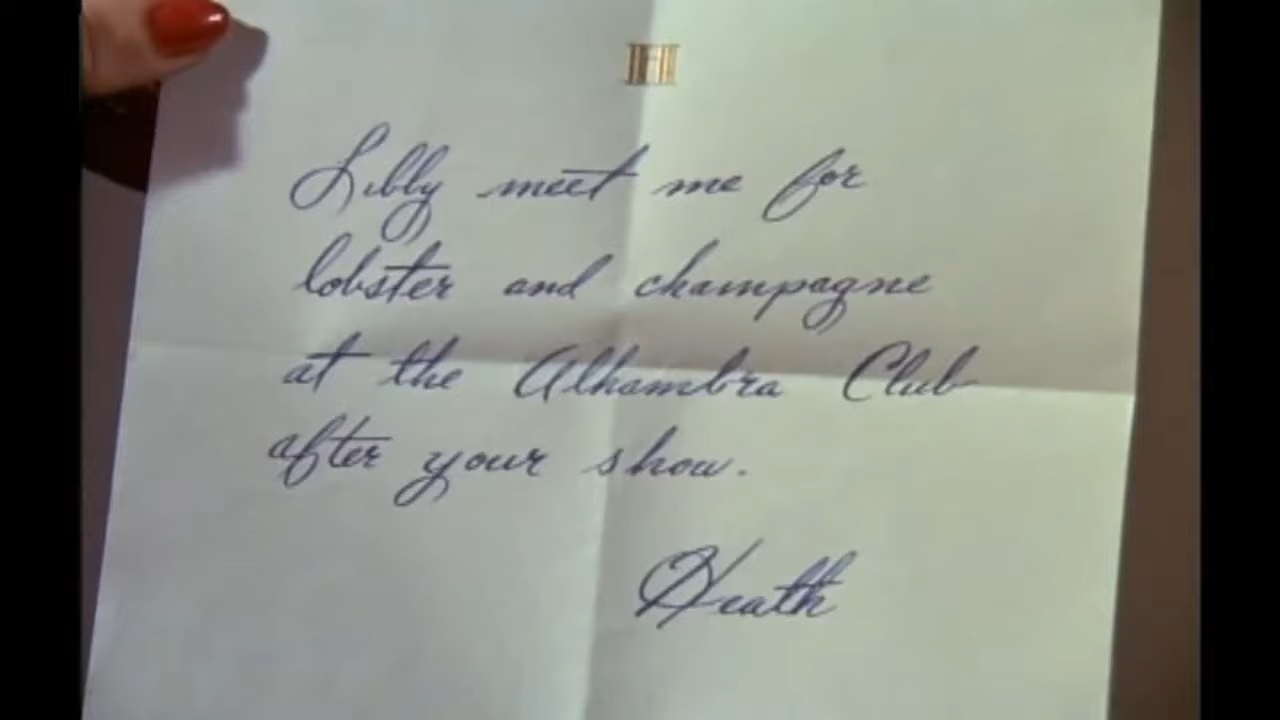 H
Libby meet me for
lobster and champagne
at the Alhambra Club
after your show.
Heath